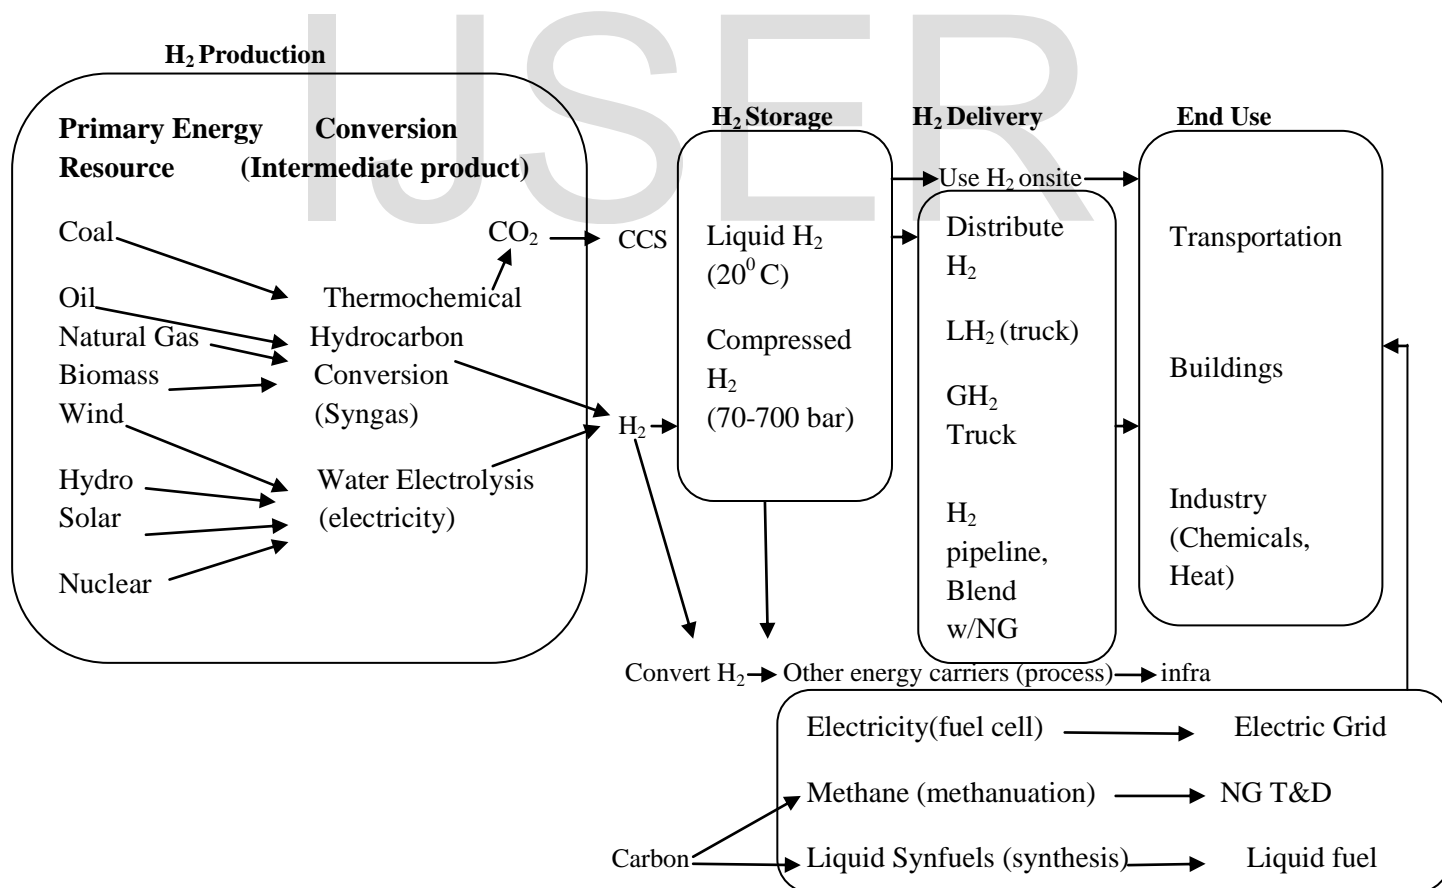 IJSER
H₂ Production
Primary Energy Resource
Conversion (Intermediate product)
Coal
Oil
Natural Gas
Biomass
Wind
Hydro
Solar
Nuclear
CO₂
Thermochemical
Hydrocarbon
Conversion
(Syngas)
Water Electrolysis
(electricity)
CCS
H₂
H₂ Storage
Liquid H₂
(20⁰ C)
Compressed
H₂
(70-700 bar)
H₂ Delivery
Use H₂ onsite
Distribute
H₂
LH₂ (truck)
GH₂
Truck
H₂
pipeline,
Blend
w/NG
End Use
Transportation
Buildings
Industry
(Chemicals,
Heat)
Convert H₂
Other energy carriers (process)
infra
Electricity(fuel cell)
Electric Grid
Methane (methanuation)
NG T&D
Carbon
Liquid Synfuels (synthesis)
Liquid fuel